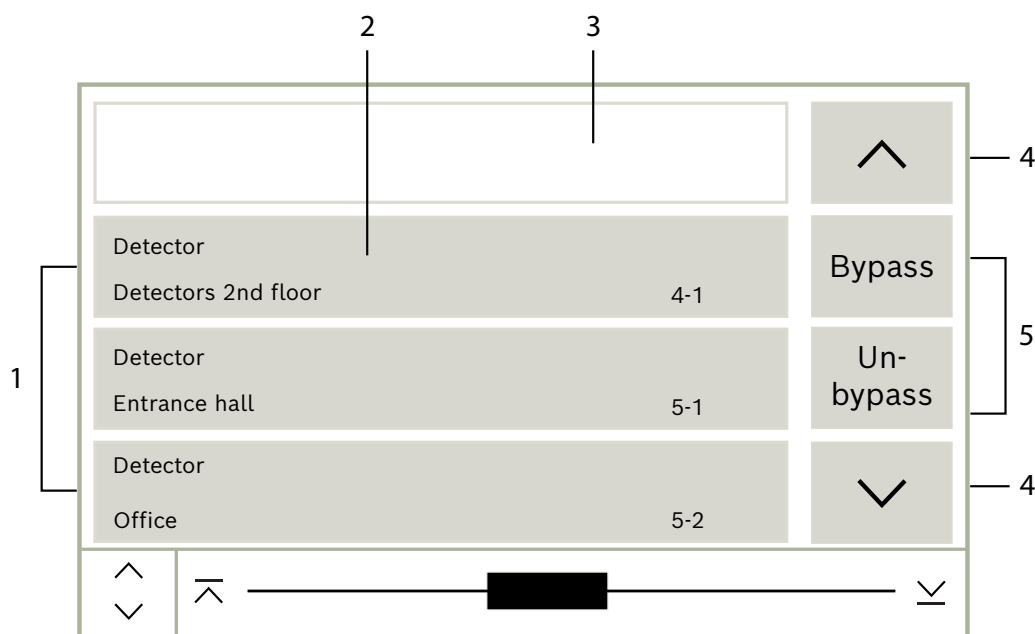 2
3
4
Detector
Detectors 2nd floor 4-1
Bypass
Detector
Entrance hall 5-1
Un-
bypass
1
5
Detector
Office 5-2
4